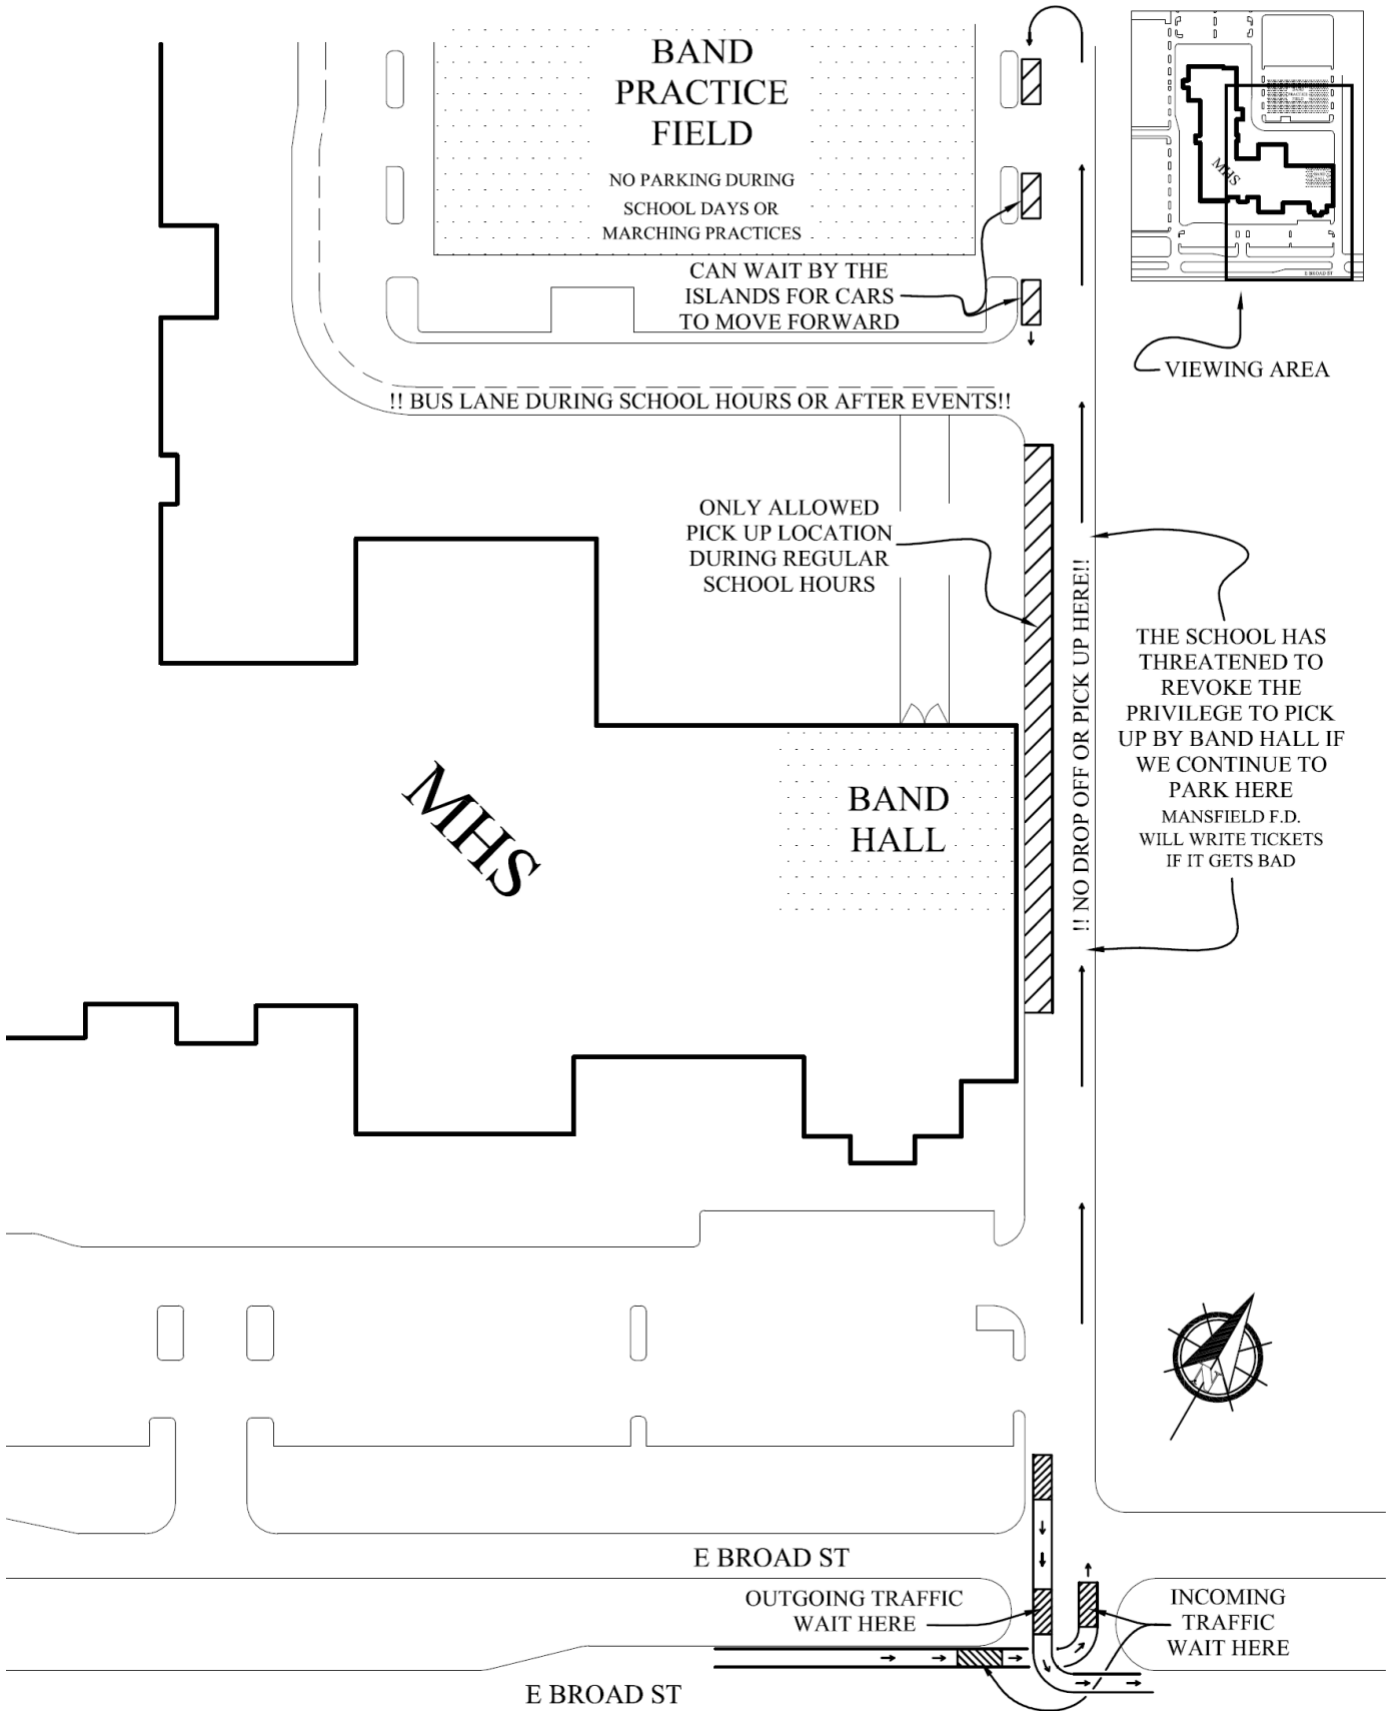 BAND
PRACTICE
FIELD
NO PARKING DURING
SCHOOL DAYS OR
MARCHING PRACTICES
CAN WAIT BY THE
ISLANDS FOR CARS
TO MOVE FORWARD
MHS
E BROAD ST
VIEWING AREA
!! BUS LANE DURING SCHOOL HOURS OR AFTER EVENTS!!
ONLY ALLOWED
PICK UP LOCATION
DURING REGULAR
SCHOOL HOURS
!! NO DROP OFF OR PICK UP HERE!!
THE SCHOOL HAS
THREATENED TO
REVOKE THE
PRIVILEGE TO PICK
UP BY BAND HALL IF
WE CONTINUE TO
PARK HERE
MANSFIELD F.D.
WILL WRITE TICKETS
IF IT GETS BAD
MHS
BAND
HALL
N
E BROAD ST
OUTGOING TRAFFIC
WAIT HERE
INCOMING
TRAFFIC
WAIT HERE
E BROAD ST